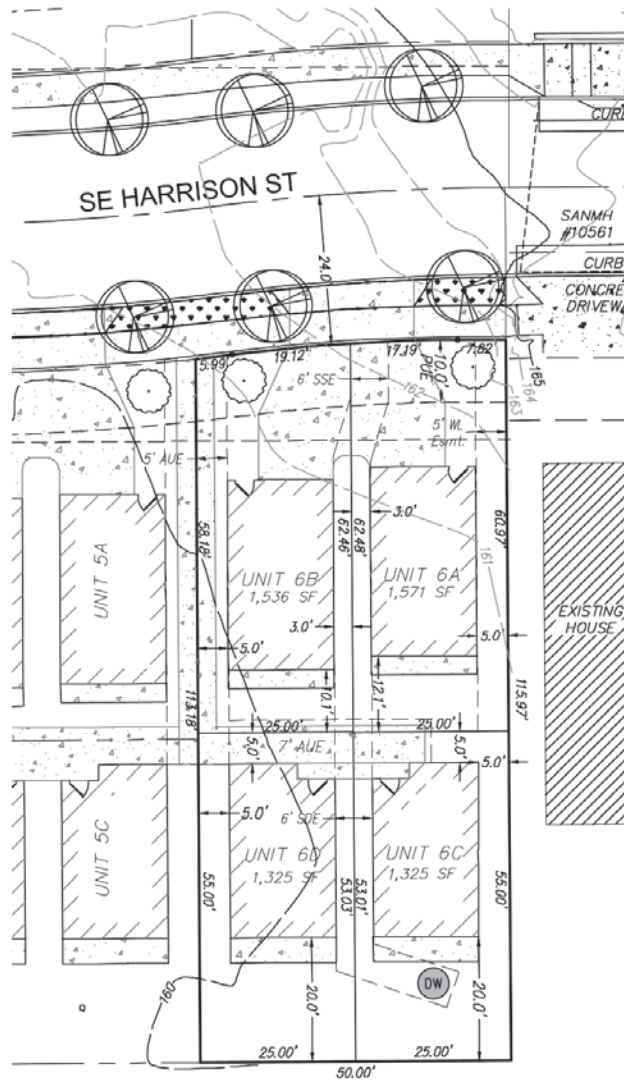 CURB
SE HARRISON ST
SANMH
#10561
24.0'
CURB
CONCRE
DRIVEW
5.99'
19.12'
17.19'
7.82'
10.0'
PUE
6' SSE
162
163
164
165
5' AUE
5' WL
Esmt.
3.0'
58.18'
62.46'
62.48'
60.97'
161
UNIT 5A
UNIT 6B
1,536 SF
UNIT 6A
1,571 SF
EXISTING
HOUSE
3.0'
5.0'
5.0'
10.1'
12.1'
113.18'
115.97'
25.00'
25.00'
5.0'
7' AUE
5.0'
5.0'
5.0'
6' SDE
UNIT 5C
UNIT 6D
1,325 SF
UNIT 6C
1,325 SF
55.00'
53.03'
53.01'
55.00'
160
20.0'
DW
20.0'
25.00'
25.00'
50.00'